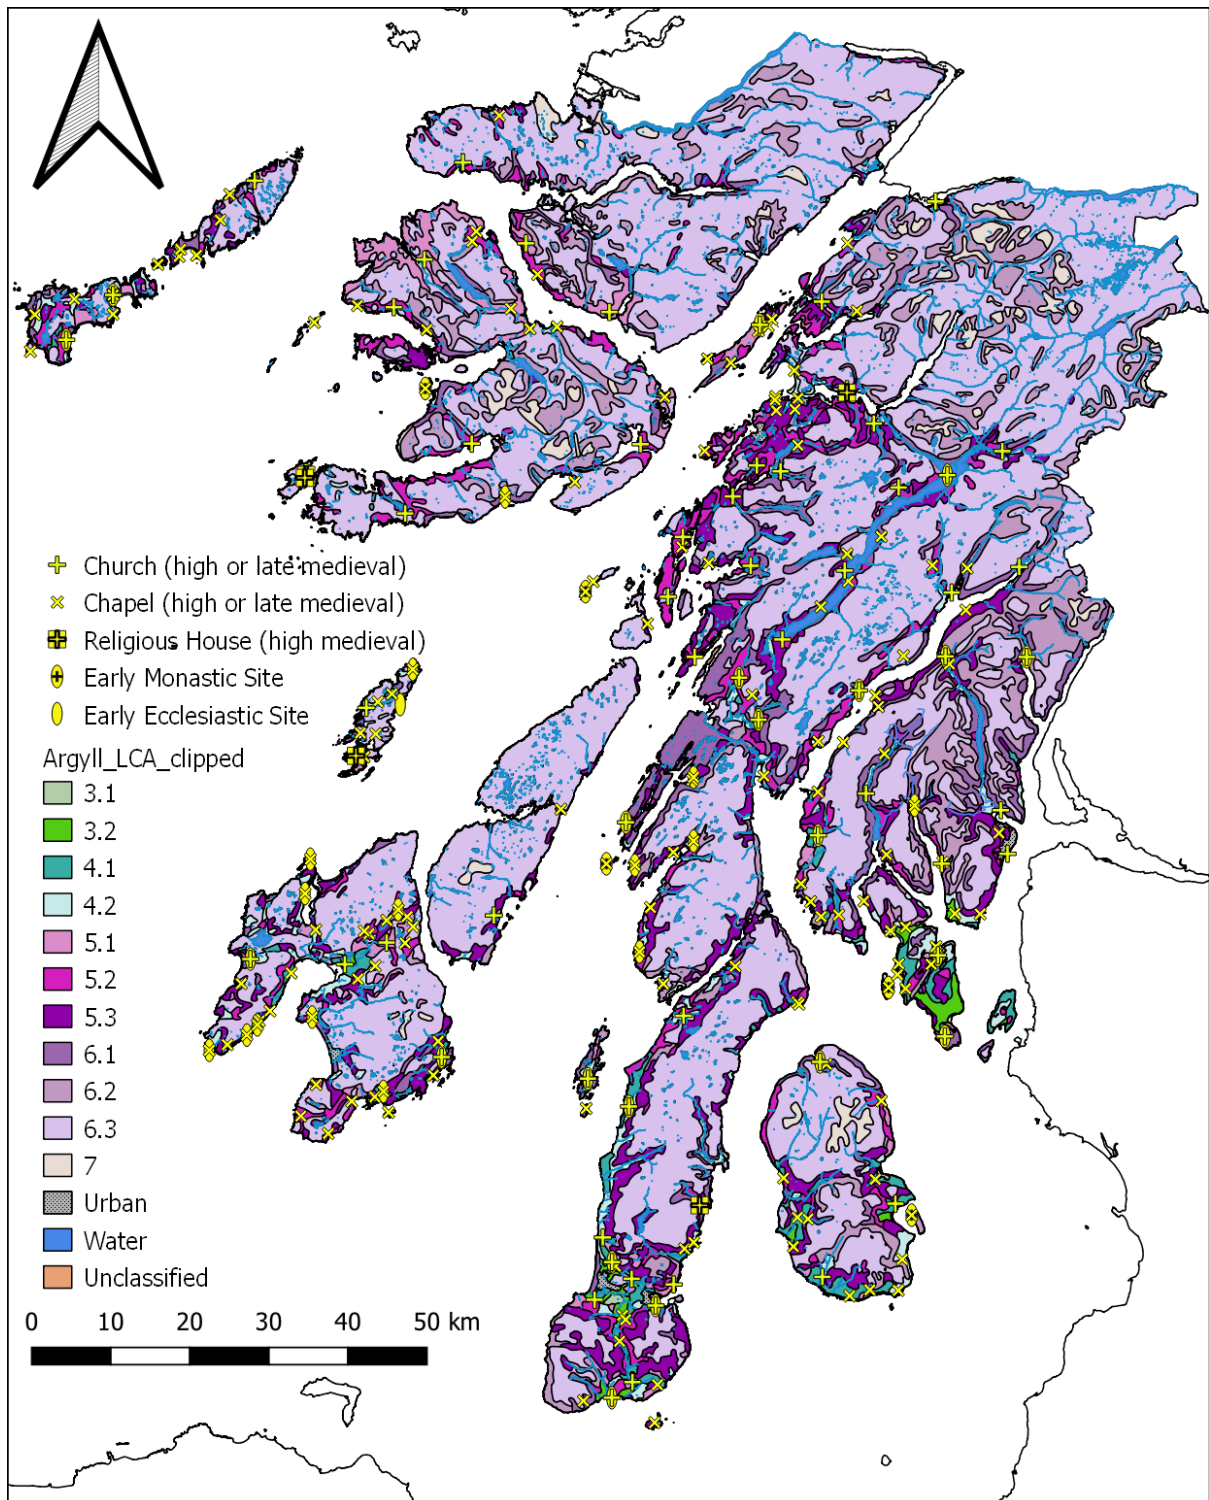 Church (high or late medieval)
Chapel (high or late medieval)
Religious House (high medieval)
Early Monastic Site
Early Ecclesiastic Site
Argyll_LCA_clipped
3.1
3.2
4.1
4.2
5.1
5.2
5.3
6.1
6.2
6.3
7
Urban
Water
Unclassified
0 10 20 30 40 50 km